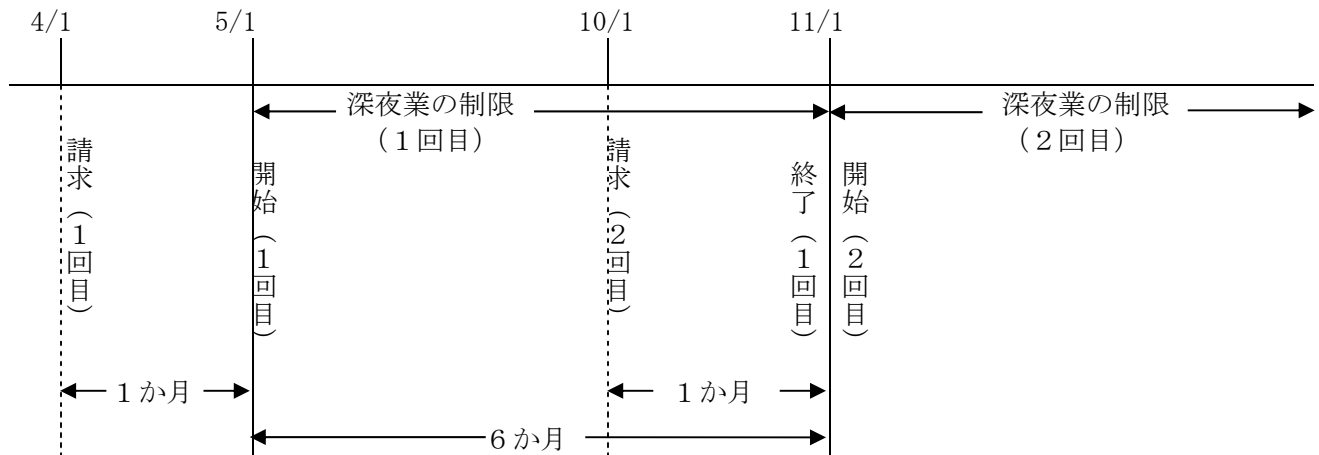 4/1
5/1
10/1
11/1
深夜業の制限
（１回目）
深夜業の制限
（２回目）
請求（１回目）
開始（１回目）
請求（２回目）
終了（１回目）
開始（２回目）
１か月
１か月
６か月